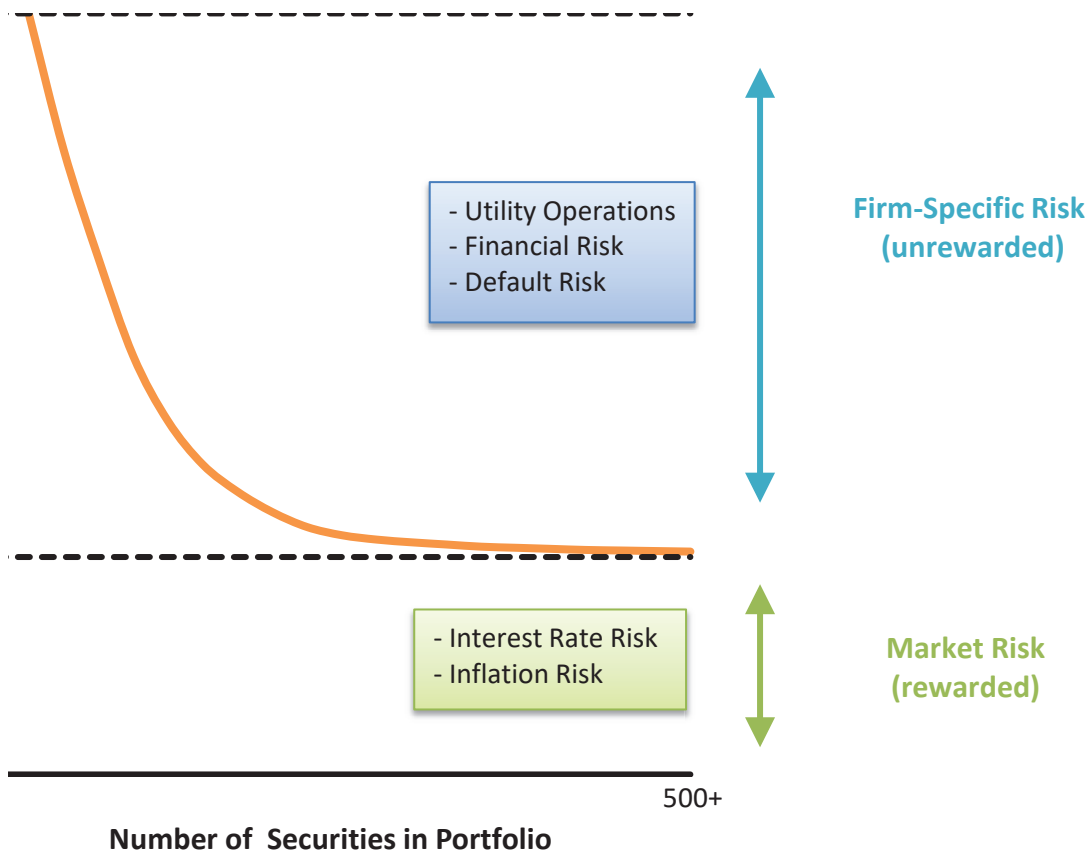 - Utility Operations
- Financial Risk
- Default Risk
Firm-Specific Risk
(unrewarded)
- Interest Rate Risk
- Inflation Risk
Market Risk
(rewarded)
500+
Number of  Securities in Portfolio